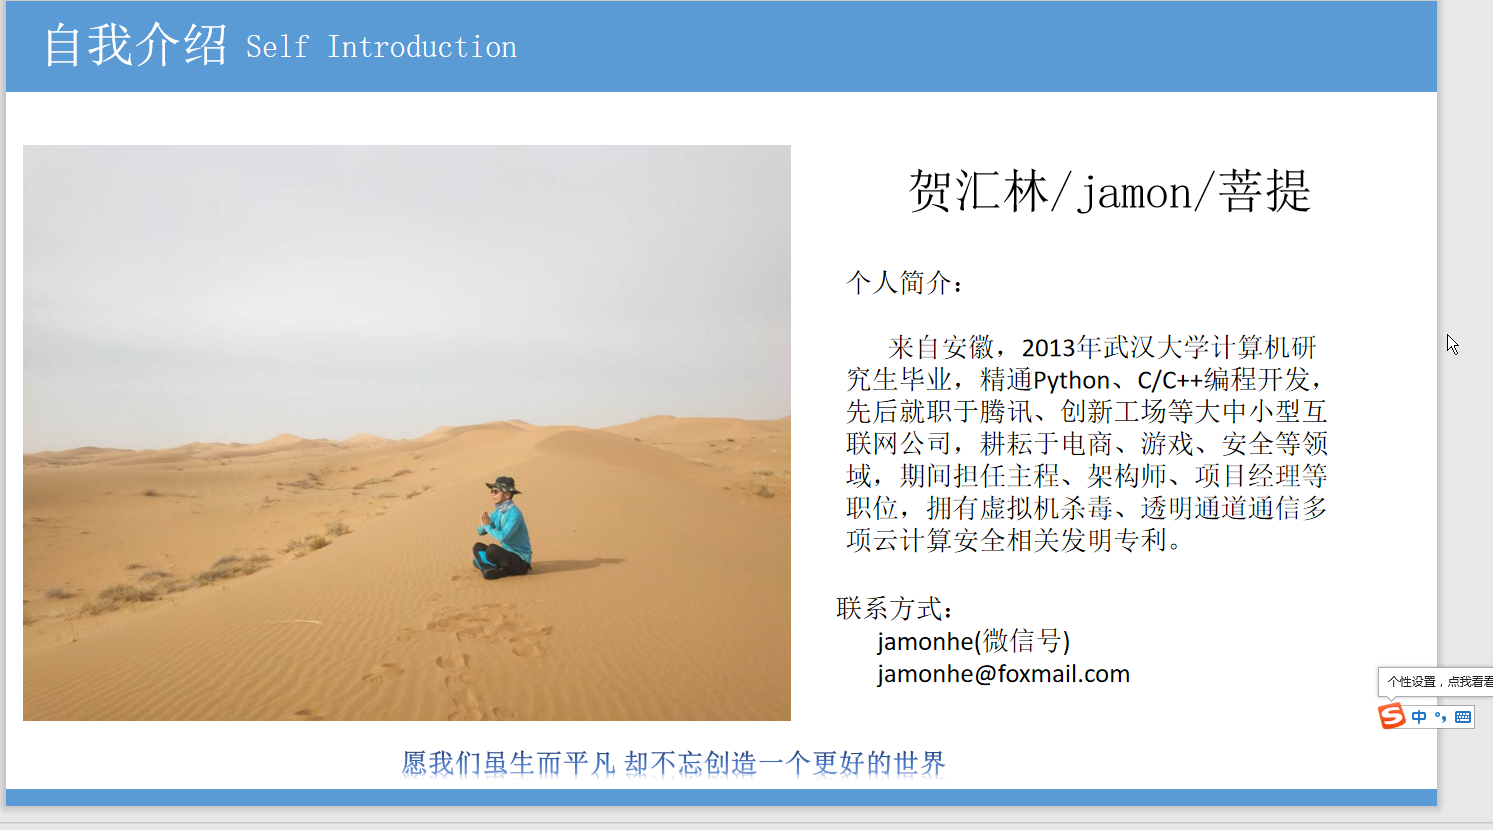 自我介绍 Self Introduction
贺汇林/jamon/菩提
个人简介：
来自安徽，2013年武汉大学计算机研
究生毕业，精通Python、C/C++编程开发，
先后就职于腾讯、创新工场等大中小型互
联网公司，耕耘于电商、游戏、安全等领
域，期间担任主程、架构师、项目经理等
职位，拥有虚拟机杀毒、透明通道通信多
项云计算安全相关发明专利。
联系方式：
jamonhe(微信号)
jamonhe@foxmail.com
个性设置，点我看看
中
愿我们虽生而平凡 却不忘创造一个更好的世界